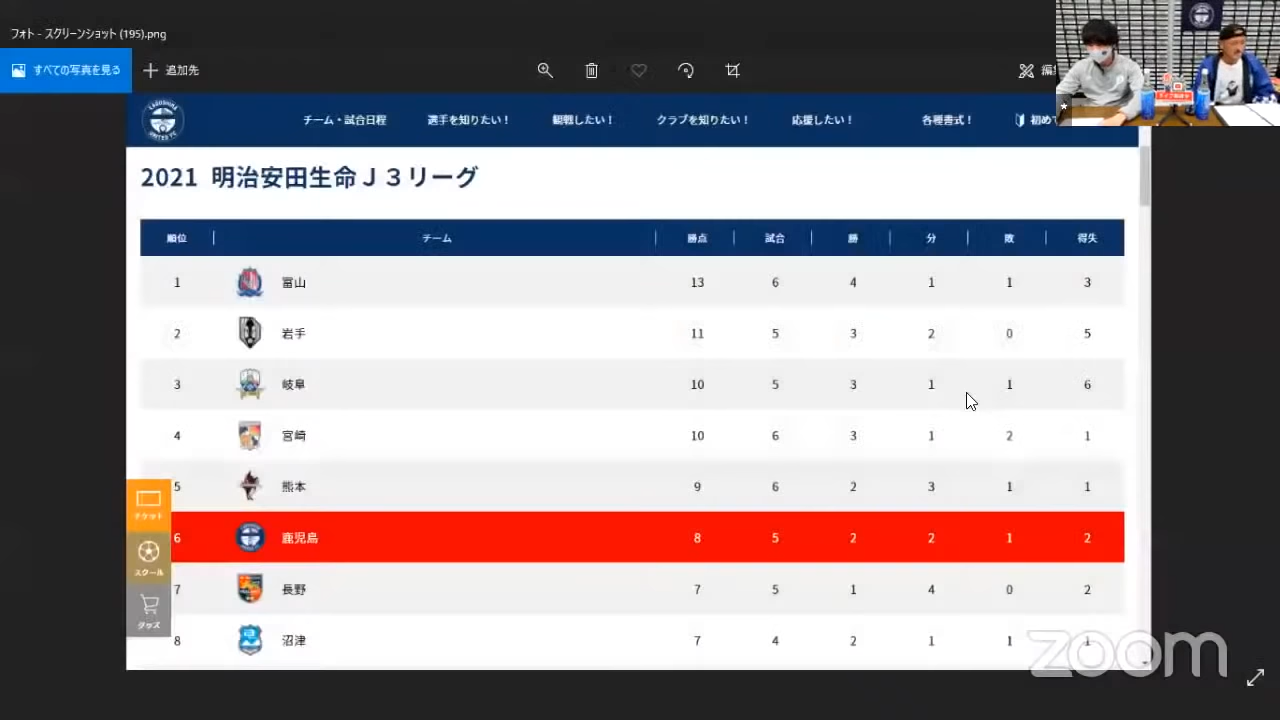 フォト - スクリーンショット (195).png
すべての写真を見る
追加先
チーム・試合日程 選手を知りたい！ 観戦したい！ クラブを知りたい！ 応援したい！ 各種書式！ 初めて
2021 明治安田生命Ｊ３リーグ
順位 チーム 勝点 試合 勝 分 敗 得失
1 富山 13 6 4 1 1 3
2 岩手 11 5 3 2 0 5
3 岐阜 10 5 3 1 1 6
4 宮崎 10 6 3 1 2 1
5 熊本 9 6 2 3 1 1
6 鹿児島 8 5 2 2 1 2
7 長野 7 5 1 4 0 2
8 沼津 7 4 2 1 1 1
チケット
スクール
グッズ
zoom